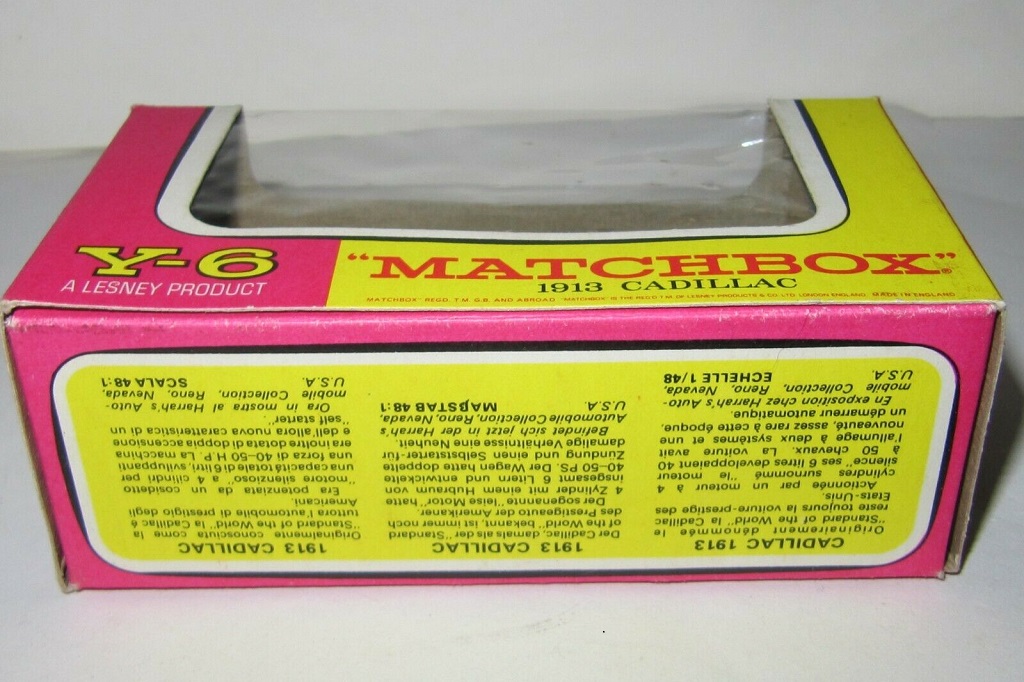 Y-6
A LESNEY PRODUCT
"MATCHBOX"®
1913 CADILLAC
"MATCHBOX" REGD. T.M. G.B. AND ABROAD "MATCHBOX" IS THE REG'D T.M. OF LESNEY PRODUCTS & CO. LTD. LONDON ENGLAND. MADE IN ENGLAND
CADILLAC 1913
Originairement dénommé le
"Standard of the World" la Cadillac
reste toujours la voiture-prestige des
Etats-Unis.
Actionnée par un moteur à 4
cylindres surnommé "le moteur
silence" ses 6 litres developpaient 40
à 50 chevaux. La voiture avait
l'allumage à deux systèmes et une
nouveauté, assez rare à cette époque,
un démarreur automatique.
En exposition chez Harrah's Auto-
mobile Collection, Reno, Nevada,
U.S.A. ECHELLE 1/48
1913 CADILLAC
Der Cadillac, damals als der "Standard
of the World" bekannt, ist immer noch
das Prestigeauto der Amerikaner.
Der sogenannte "leise Motor" hatte
4 Zylinder mit einem Hubraum von
insgesamt 6 Litern und entwickelte
40-50 PS. Der Wagen hatte doppelte
Zündung und einen Selbststarter-für
damalige Verhältnisse eine Neuheit.
Befindet sich jetzt in der Harrah's
Automobile Collection, Reno, Nevada,
U.S.A. MAßSTAB 48:1
1913 CADILLAC
Originalmente conosciuta come la
"Standard of the World" la Cadillac è
tuttora l'automobile di prestigio degli
Americani.
Era potenziata da un cosidetto
"motore silenzioso" a 4 cilindri per
una capacità totale di 6 litri, sviluppanti
una forza di 40-50 H.P. La macchina
era inoltre dotata di doppia accensione
e dell'allora nuova caratteristica di un
"self starter".
Ora in mostra al Harrah's Auto-
mobile Collection, Reno, Nevada,
U.S.A. SCALA 48:1